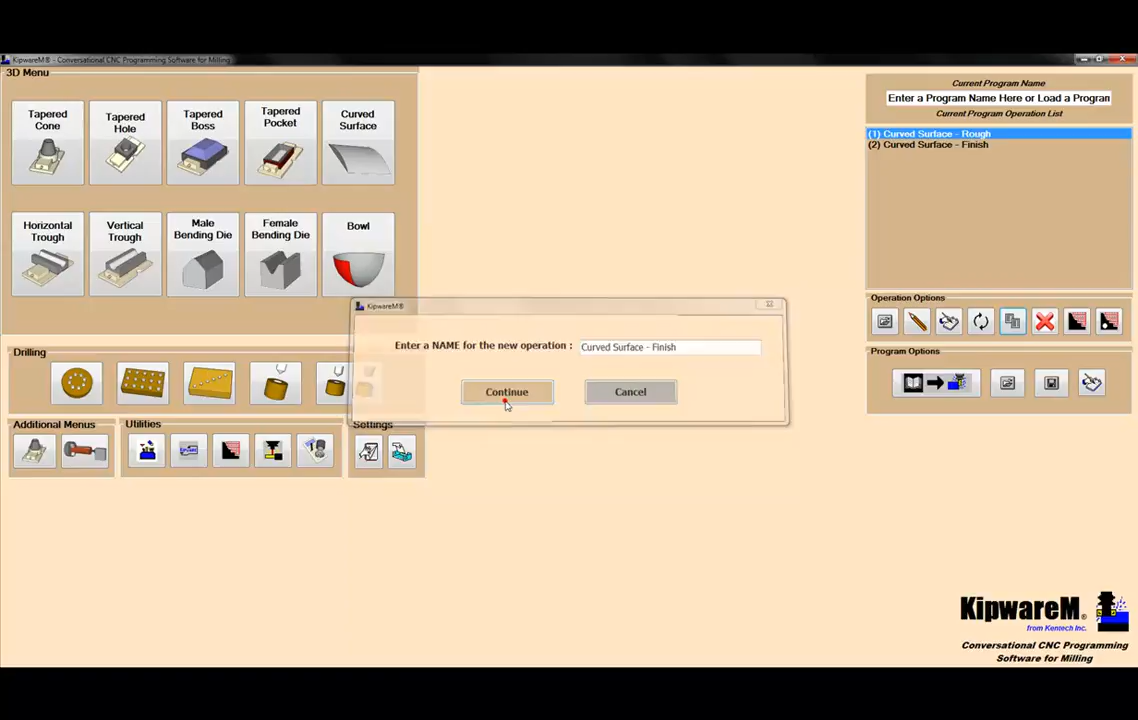 KipwareM® - Conversational CNC Programming Software for Milling
3D Menu
Tapered
Cone
Tapered
Hole
Tapered
Boss
Tapered
Pocket
Curved
Surface
Horizontal
Trough
Vertical
Trough
Male
Bending Die
Female
Bending Die
Bowl
Current Program Name
Enter a Program Name Here or Load a Program
Current Program Operation List
(1) Curved Surface - Rough
(2) Curved Surface - Finish
Operation Options
Program Options
KipwareM®
Enter a NAME for the new operation :
Curved Surface - Finish
Continue
Cancel
Drilling
Additional Menus
Utilities
Settings
KipwareM®
from Kentech Inc.
Conversational CNC Programming
Software for Milling